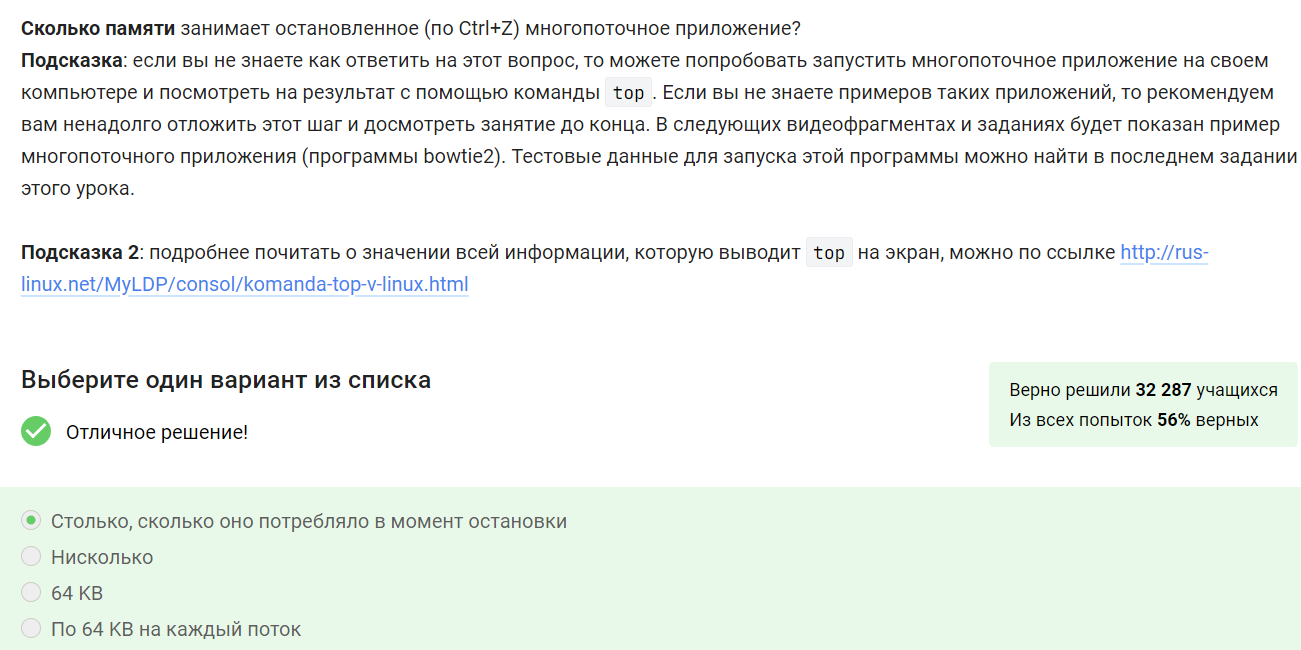 Сколько памяти занимает остановленное (по Ctrl+Z) многопоточное приложение?
Подсказка: если вы не знаете как ответить на этот вопрос, то можете попробовать запустить многопоточное приложение на своем
компьютере и посмотреть на результат с помощью команды top. Если вы не знаете примеров таких приложений, то рекомендуем
вам ненадолго отложить этот шаг и досмотреть занятие до конца. В следующих видеофрагментах и заданиях будет показан пример
многопоточного приложения (программы bowtie2). Тестовые данные для запуска этой программы можно найти в последнем задании
этого урока.
Подсказка 2: подробнее почитать о значении всей информации, которую выводит top на экран, можно по ссылке http://rus-
linux.net/MyLDP/consol/komanda-top-v-linux.html
Выберите один вариант из списка
Верно решили 32 287 учащихся
Из всех попыток 56% верных
Отличное решение!
Столько, сколько оно потребляло в момент остановки
Нисколько
64 KB
По 64 KB на каждый поток